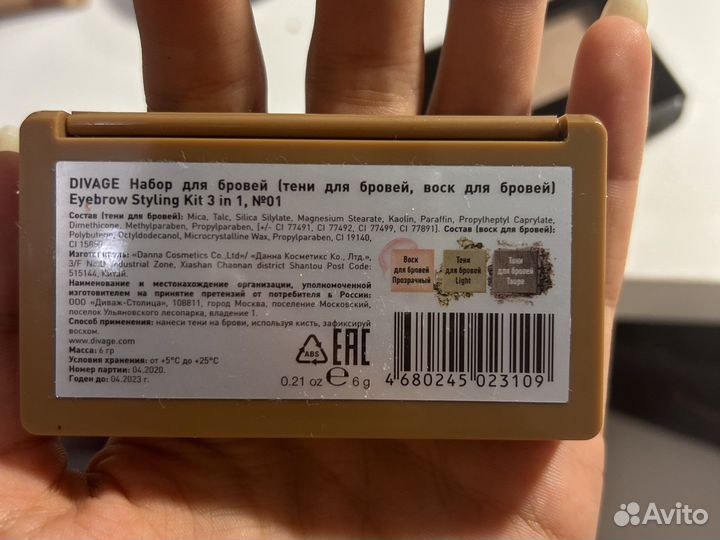 DIVAGE Набор для бровей (тени для бровей, воск для бровей)
Eyebrow Styling Kit 3 in 1, №01
Состав (тени для бровей): Mica, Talc, Silica Silylate, Magnesium Stearate, Kaolin, Paraffin, Propylheptyl Caprylate,
Dimethicone, Methylparaben, Propylparaben, [+/- CI 77491, CI 77492, CI 77499, CI 77891]. Состав (воск для бровей):
Polybutene, Octyldodecanol, Microcrystalline Wax, Propylparaben, CI 19140,
CI 15850.
Изготовитель: «Danna Cosmetics Co.,Ltd»/ «Данна Косметикс Ко., Лтд.»,
3/F Industrial Zone, Xiashan Chaonan district Shantou Post Code:
515144, Китай.
Наименование и местонахождение организации, уполномоченной
изготовителем на принятие претензий от потребителя в России:
ООО «Диваж-Столица», 108811, город Москва, поселение Московский,
поселок Ульяновского лесопарка, владение 1.
Способ применения: нанеси тени на брови, используя кисть, зафиксируй
воском.
www.divage.com
Масса: 6 гр
Условия хранения: от +5°C до +25°C
Номер партии: 04.2020.
Годен до: 04.2023 г.
Воск
для бровей
Прозрачный
Тени
для бровей
Light
Тени
для бровей
Taupe
ABS
EAC
0.21 oz e 6 g
4 680245 023109
Avito